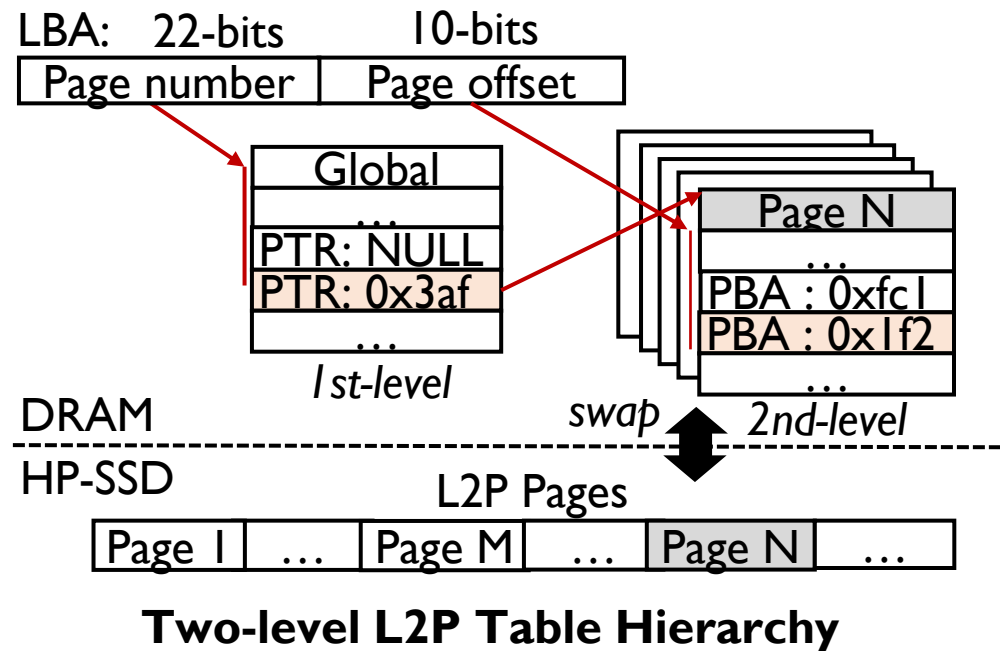 LBA: 22-bits 10-bits
Page number Page offset
Global
...
PTR: NULL
PTR: 0x3af
...
1st-level
Page N
...
PBA : 0xfc1
PBA : 0x1f2
...
2nd-level
swap
DRAM
HP-SSD
L2P Pages
Page 1 ... Page M ... Page N ...
Two-level L2P Table Hierarchy